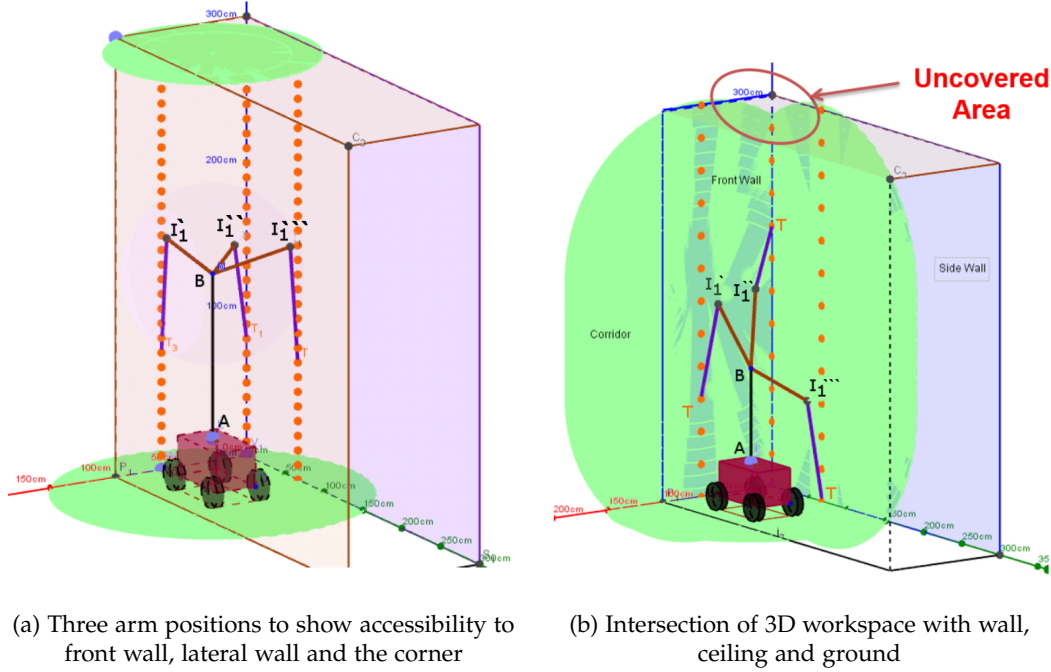 300cm
C2
200cm
I1` I1`` I1```
B
100cm
T3
T1
T
A
P1
150cm
100cm
50cm
100cm
150cm
200cm
250cm
300cm
(a) Three arm positions to show accessibility to
front wall, lateral wall and the corner
Uncovered
Area
300cm
C2
Front Wall
T
Side Wall
I1` I1``
Corridor
B
I1```
T
A
T
200cm
150cm
100cm
50cm
200cm
250cm
300cm
(b) Intersection of 3D workspace with wall,
ceiling and ground